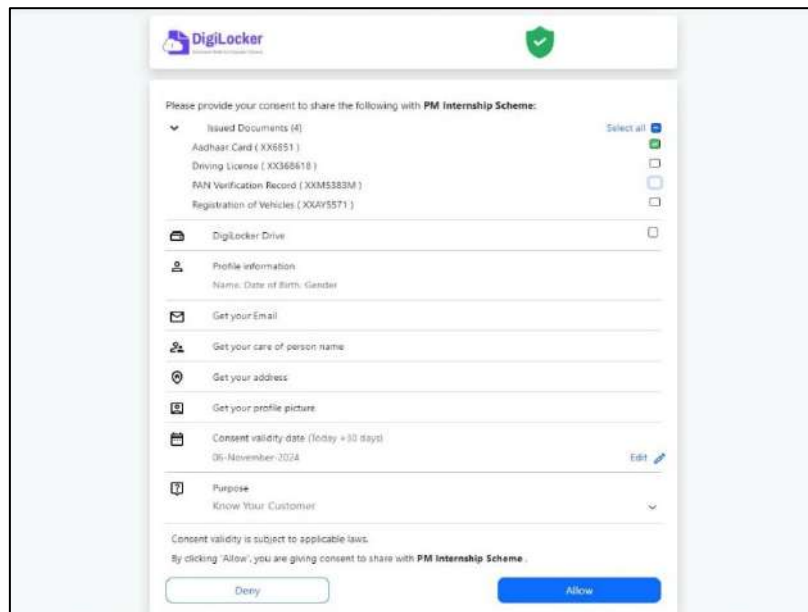 DigiLocker
Please provide your consent to share the following with PM Internship Scheme:
Issued Documents (4)
Select all
Aadhaar Card ( XX6851 )
Driving License ( XX368618 )
PAN Verification Record ( XXM5383M )
Registration of Vehicles ( XXAY5571 )
DigiLocker Drive
Profile information
Name, Date of Birth, Gender
Get your Email
Get your care of person name
Get your address
Get your profile picture
Consent validity date (Today +30 days)
06-November-2024
Edit
Purpose
Know Your Customer
Consent validity is subject to applicable laws.
By clicking 'Allow', you are giving consent to share with PM Internship Scheme .
Deny
Allow